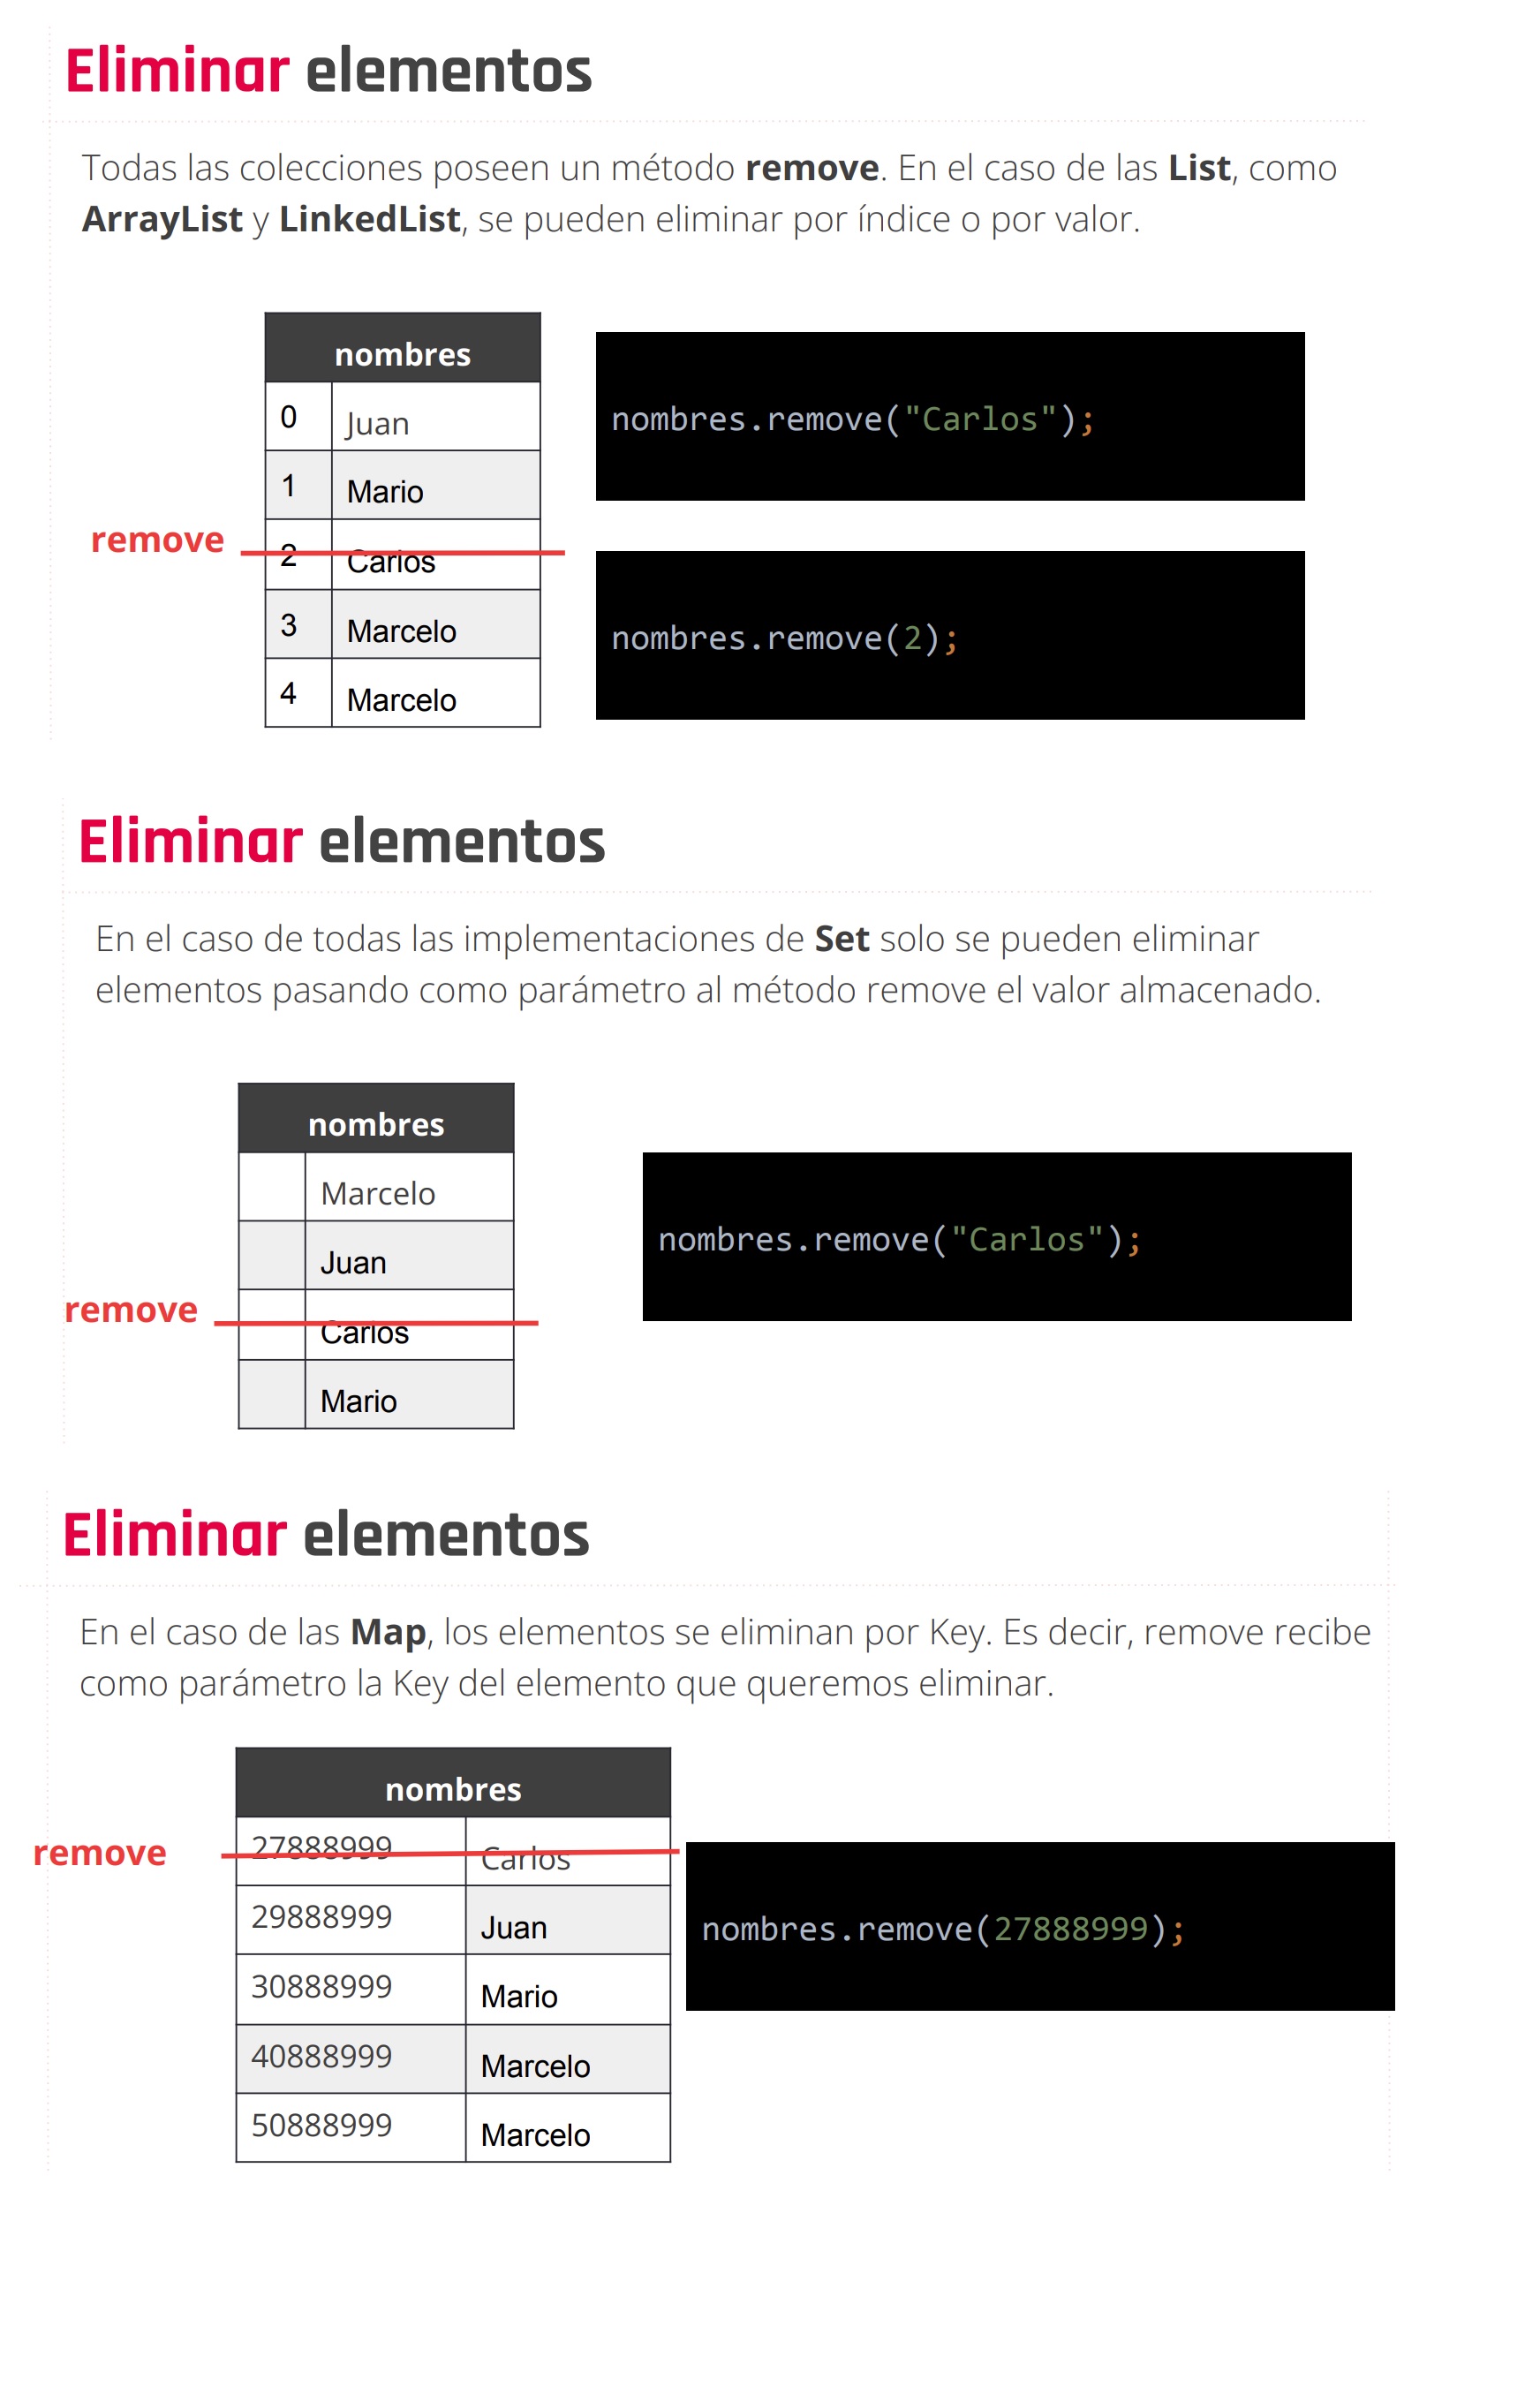 Eliminar elementos
Todas las colecciones poseen un método remove. En el caso de las List, como
ArrayList y LinkedList, se pueden eliminar por índice o por valor.
nombres
0 Juan
1 Mario
remove 2 Carlos
3 Marcelo
4 Marcelo
nombres.remove("Carlos");
nombres.remove(2);
Eliminar elementos
En el caso de todas las implementaciones de Set solo se pueden eliminar
elementos pasando como parámetro al método remove el valor almacenado.
nombres
Marcelo
Juan
remove Carlos
Mario
nombres.remove("Carlos");
Eliminar elementos
En el caso de las Map, los elementos se eliminan por Key. Es decir, remove recibe
como parámetro la Key del elemento que queremos eliminar.
nombres
remove 27888999 Carlos
29888999 Juan
30888999 Mario
40888999 Marcelo
50888999 Marcelo
nombres.remove(27888999);